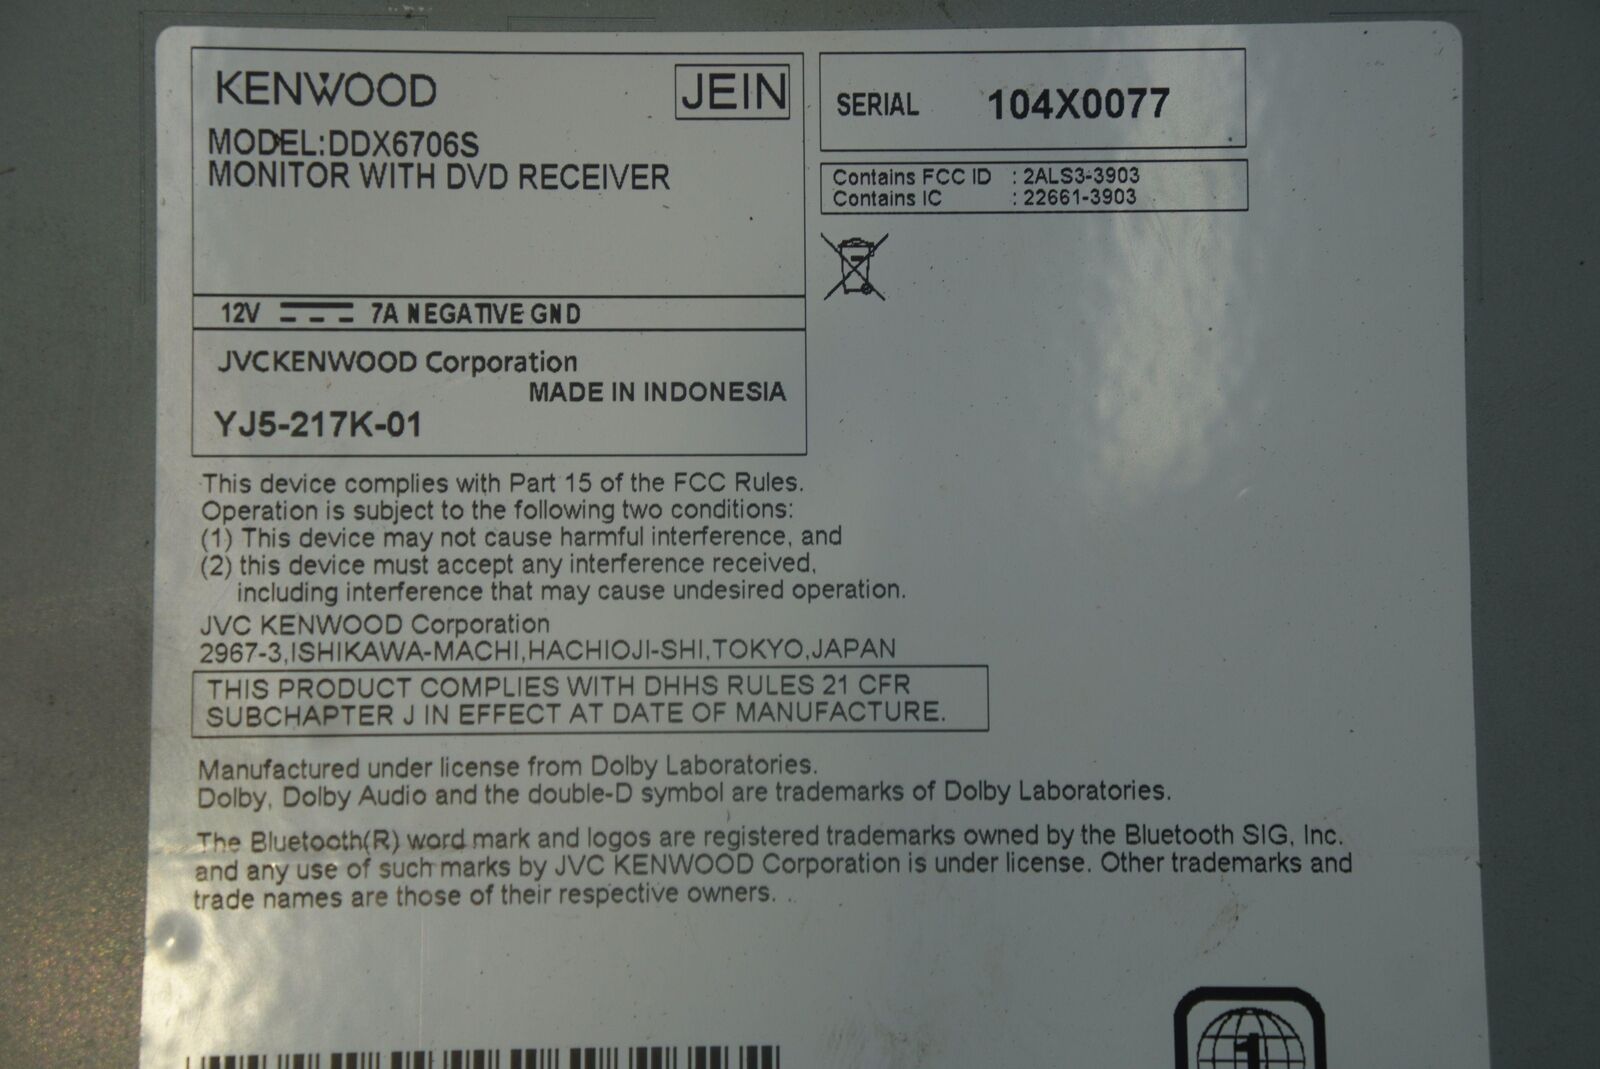 KENWOOD JEIN
MODEL:DDX6706S
MONITOR WITH DVD RECEIVER
SERIAL 104X0077
Contains FCC ID : 2ALS3-3903
Contains IC : 22661-3903
12V 7A NEGATIVE GND
JVCKENWOOD Corporation
MADE IN INDONESIA
YJ5-217K-01
This device complies with Part 15 of the FCC Rules.
Operation is subject to the following two conditions:
(1) This device may not cause harmful interference, and
(2) this device must accept any interference received,
including interference that may cause undesired operation.
JVC KENWOOD Corporation
2967-3,ISHIKAWA-MACHI,HACHIOJI-SHI,TOKYO,JAPAN
THIS PRODUCT COMPLIES WITH DHHS RULES 21 CFR
SUBCHAPTER J IN EFFECT AT DATE OF MANUFACTURE.
Manufactured under license from Dolby Laboratories.
Dolby, Dolby Audio and the double-D symbol are trademarks of Dolby Laboratories.
The Bluetooth(R) word mark and logos are registered trademarks owned by the Bluetooth SIG, Inc.
and any use of such marks by JVC KENWOOD Corporation is under license. Other trademarks and
trade names are those of their respective owners.
1